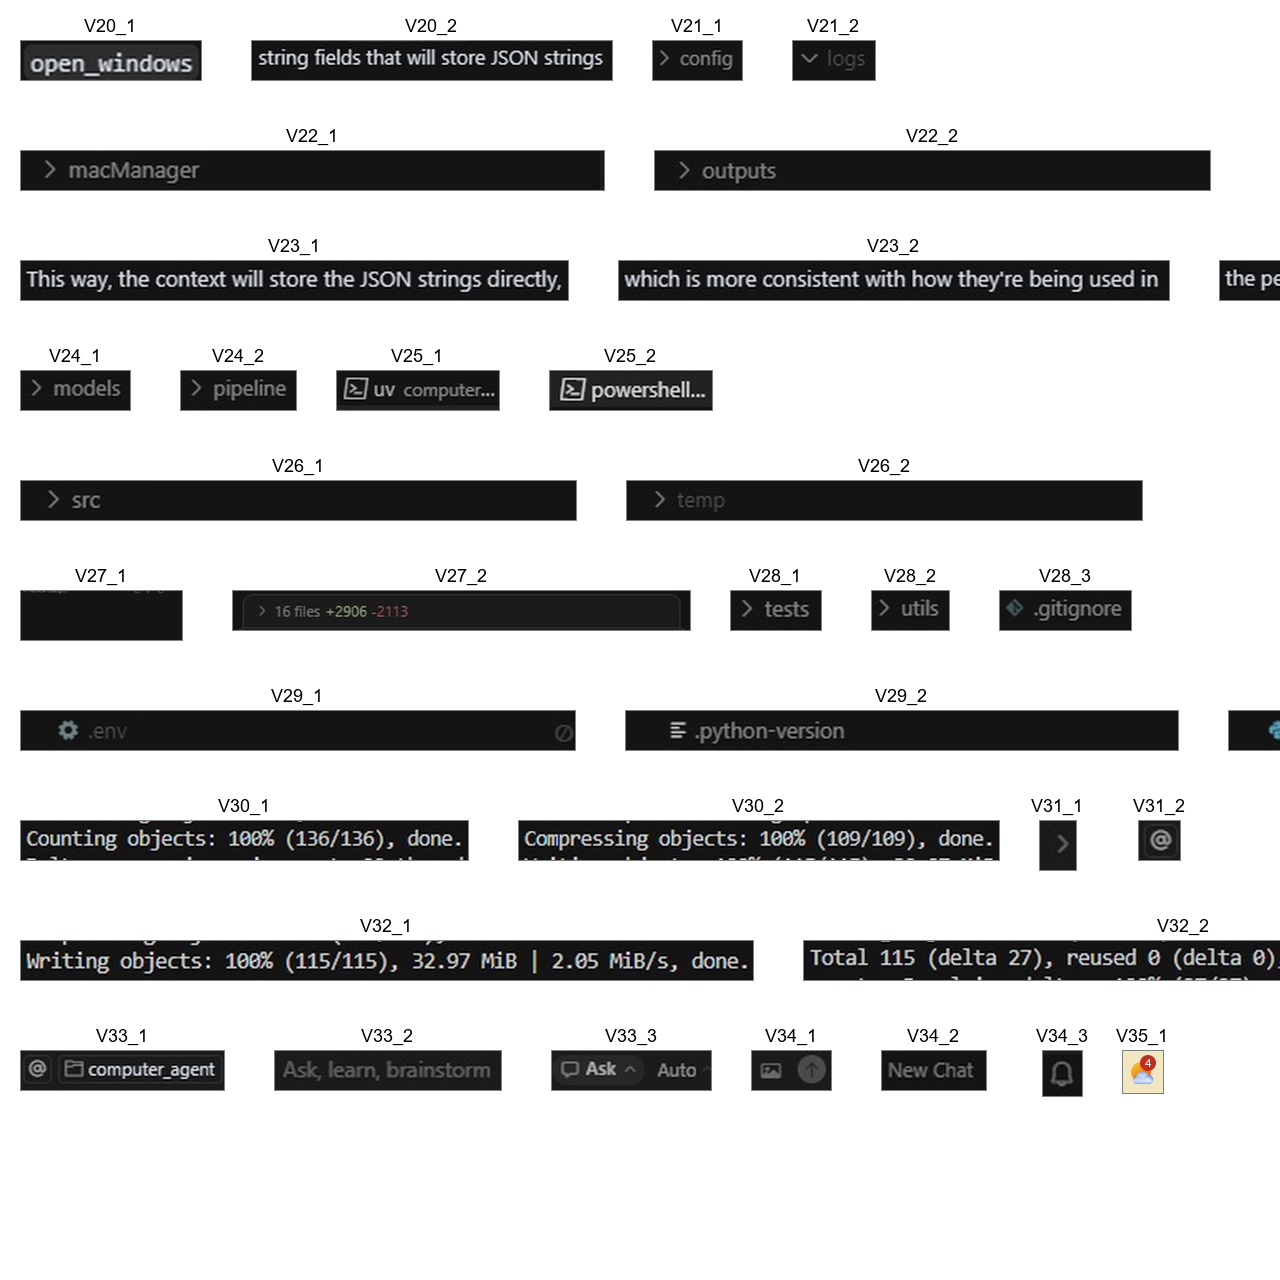 V20_1 V20_2 V21_1 V21_2
open_windows string fields that will store JSON strings config logs
V22_1 V22_2
macManager outputs
V23_1 V23_2
This way, the context will store the JSON strings directly, which is more consistent with how they're being used in the
V24_1 V24_2 V25_1 V25_2
models pipeline uv computer... powershell...
V26_1 V26_2
src temp
V27_1 V27_2 V28_1 V28_2 V28_3
16 files +2906 -2113 tests utils .gitignore
V29_1 V29_2
.env .python-version
V30_1 V30_2 V31_1 V31_2
Counting objects: 100% (136/136), done. Compressing objects: 100% (109/109), done. > @
V32_1 V32_2
Writing objects: 100% (115/115), 32.97 MiB | 2.05 MiB/s, done. Total 115 (delta 27), reused 0 (delta 0)
V33_1 V33_2 V33_3 V34_1 V34_2 V34_3 V35_1
@ computer_agent Ask, learn, brainstorm Ask Auto New Chat 4